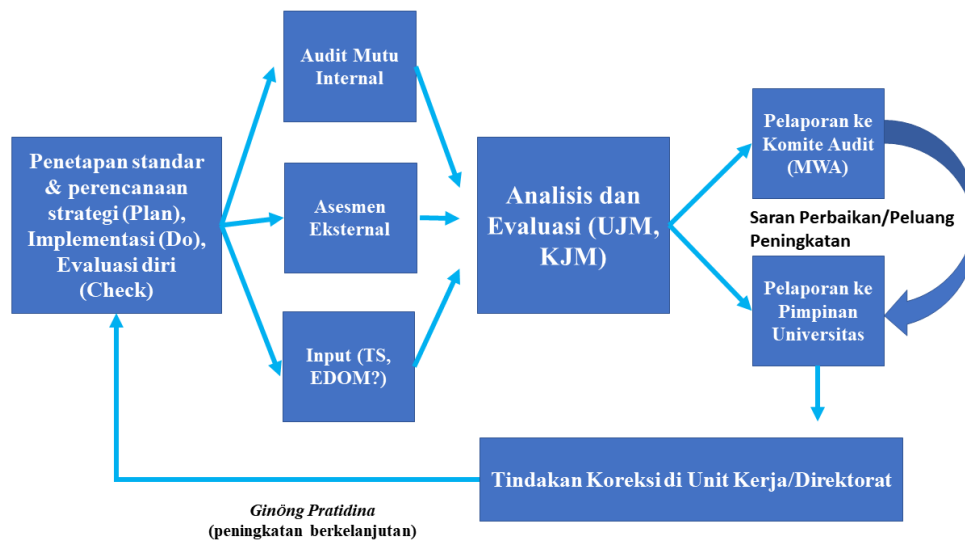 Audit Mutu
Internal
Penetapan standar
& perencanaan
strategi (Plan),
Implementasi (Do),
Evaluasi diri
(Check)
Asesmen
Eksternal
Input (TS,
EDOM?)
Analisis dan
Evaluasi (UJM,
KJM)
Pelaporan ke
Komite Audit
(MWA)
Saran Perbaikan/Peluang
Peningkatan
Pelaporan ke
Pimpinan
Universitas
Tindakan Koreksi di Unit Kerja/Direktorat
Ginöng Pratidina
(peningkatan berkelanjutan)